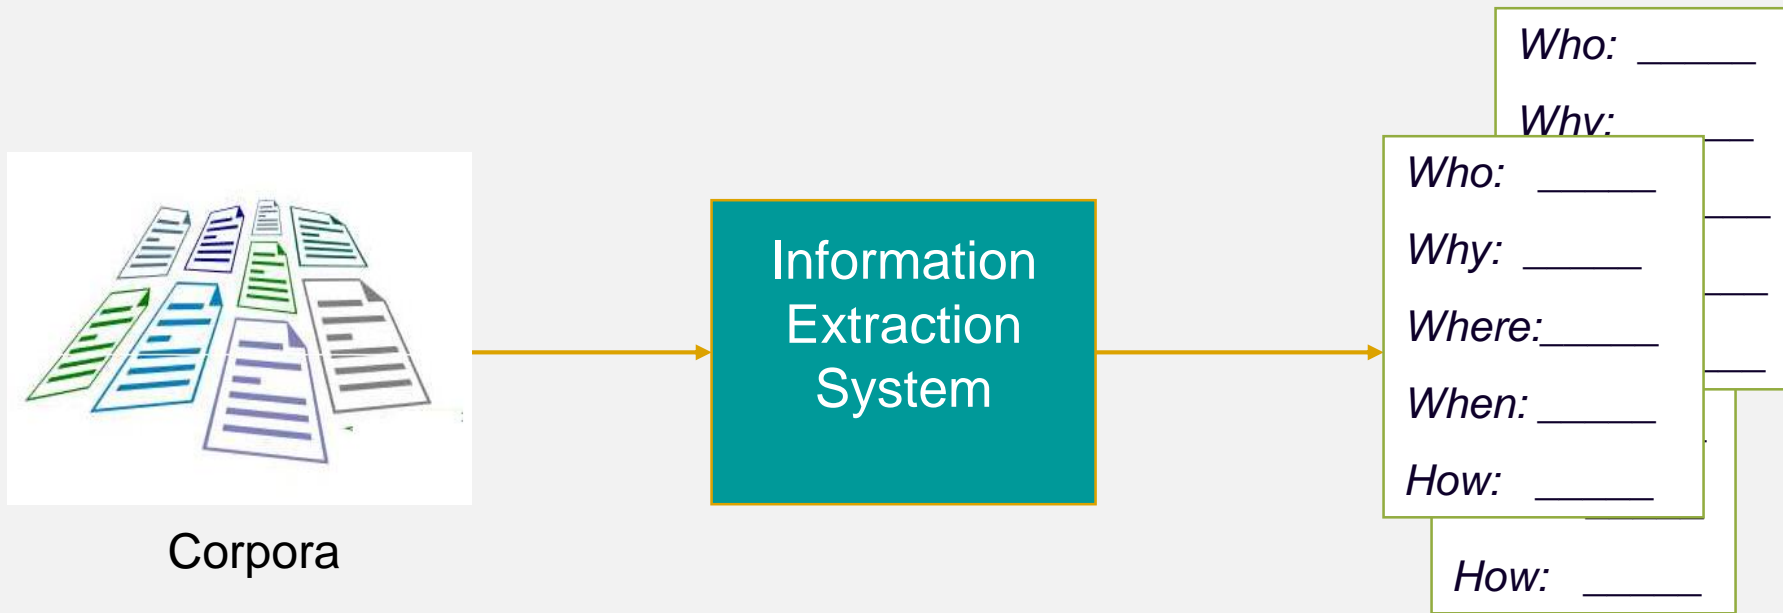 Who: ______
Why: ______
Who: ______
Why: ______
Where:______
When: ______
How: ______
How: ______
Information
Extraction
System
Corpora